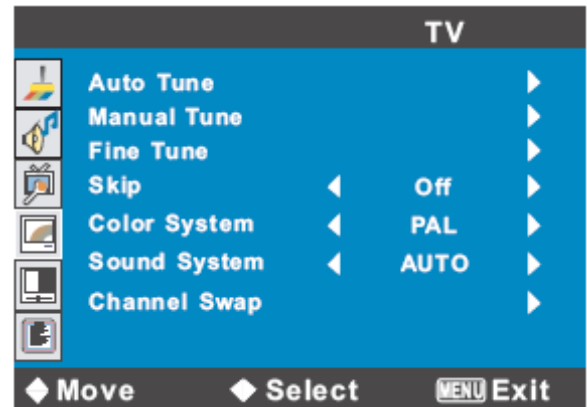 TV
Auto Tune
Manual Tune
Fine Tune
Skip Off
Color System PAL
Sound System AUTO
Channel Swap
Move Select MENU Exit